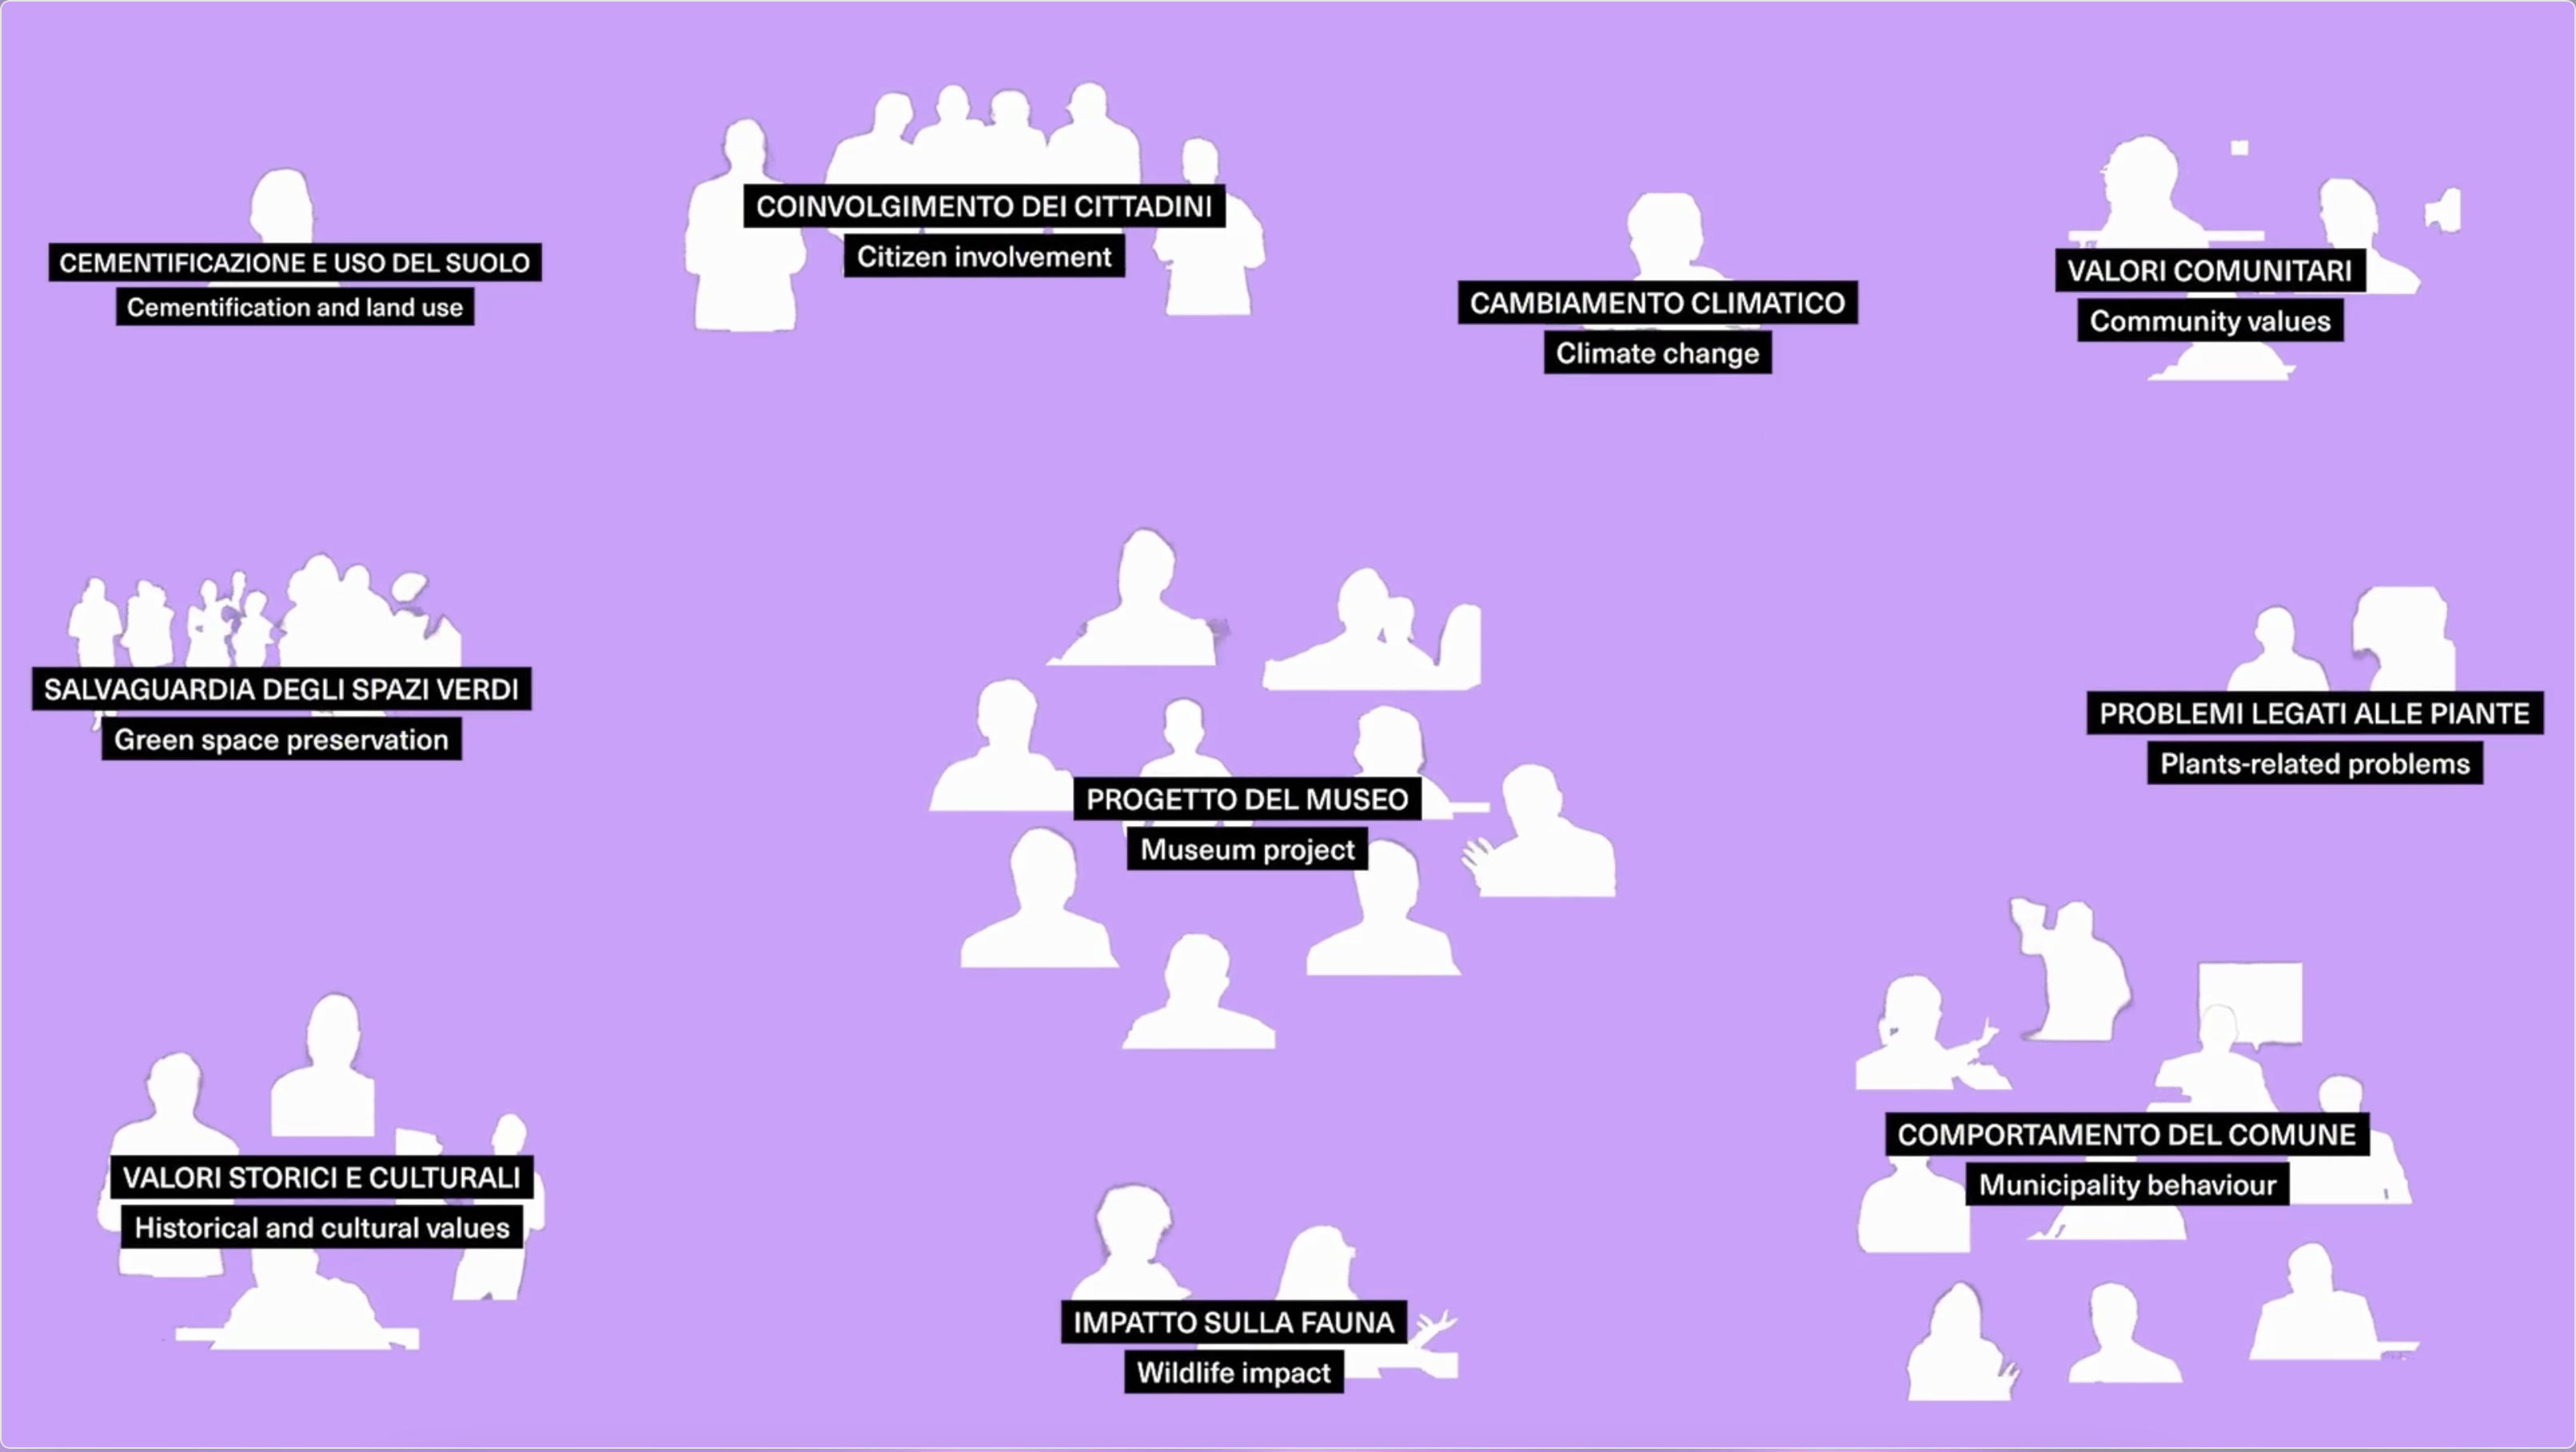 CEMENTIFICAZIONE E USO DEL SUOLO
Cementification and land use
COINVOLGIMENTO DEI CITTADINI
Citizen involvement
CAMBIAMENTO CLIMATICO
Climate change
VALORI COMUNITARI
Community values
SALVAGUARDIA DEGLI SPAZI VERDI
Green space preservation
PROGETTO DEL MUSEO
Museum project
PROBLEMI LEGATI ALLE PIANTE
Plants-related problems
VALORI STORICI E CULTURALI
Historical and cultural values
IMPATTO SULLA FAUNA
Wildlife impact
COMPORTAMENTO DEL COMUNE
Municipality behaviour